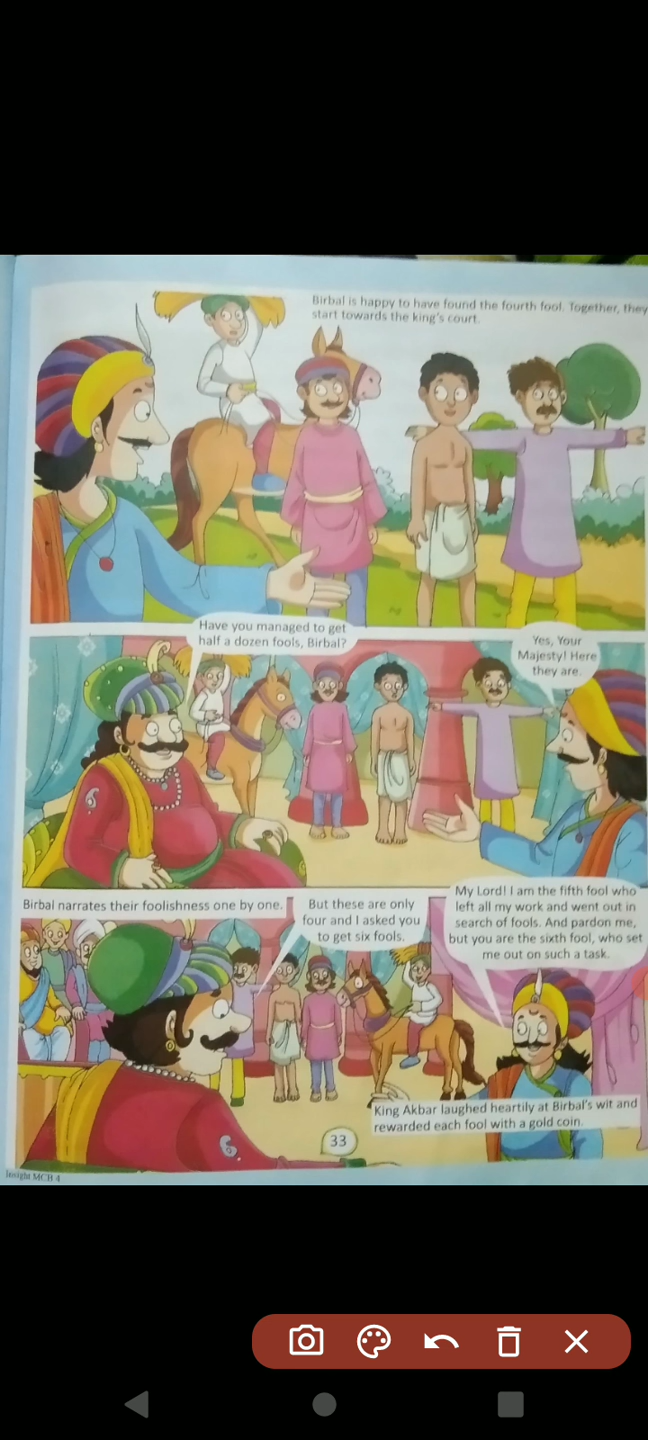 Birbal is happy to have found the fourth fool. Together, they
start towards the king's court.
Have you managed to get
half a dozen fools, Birbal?
Yes, Your
Majesty! Here
they are.
Birbal narrates their foolishness one by one.
But these are only
four and I asked you
to get six fools.
My Lord! I am the fifth fool who
left all my work and went out in
search of fools. And pardon me,
but you are the sixth fool, who set
me out on such a task.
King Akbar laughed heartily at Birbal's wit and
rewarded each fool with a gold coin.
33
Insight MCH 4